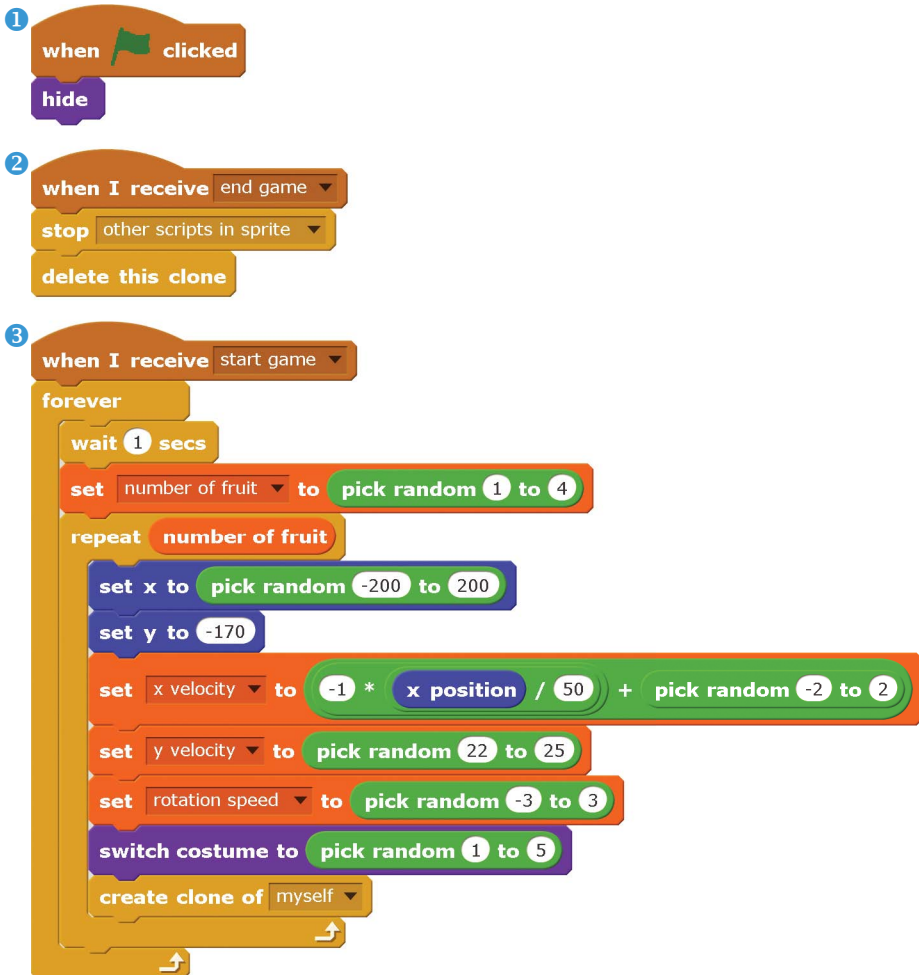 1
when clicked
hide
2
when I receive end game
stop other scripts in sprite
delete this clone
3
when I receive start game
forever
wait 1 secs
set number of fruit to pick random 1 to 4
repeat number of fruit
set x to pick random -200 to 200
set y to -170
set x velocity to -1 * x position / 50 + pick random -2 to 2
set y velocity to pick random 22 to 25
set rotation speed to pick random -3 to 3
switch costume to pick random 1 to 5
create clone of myself